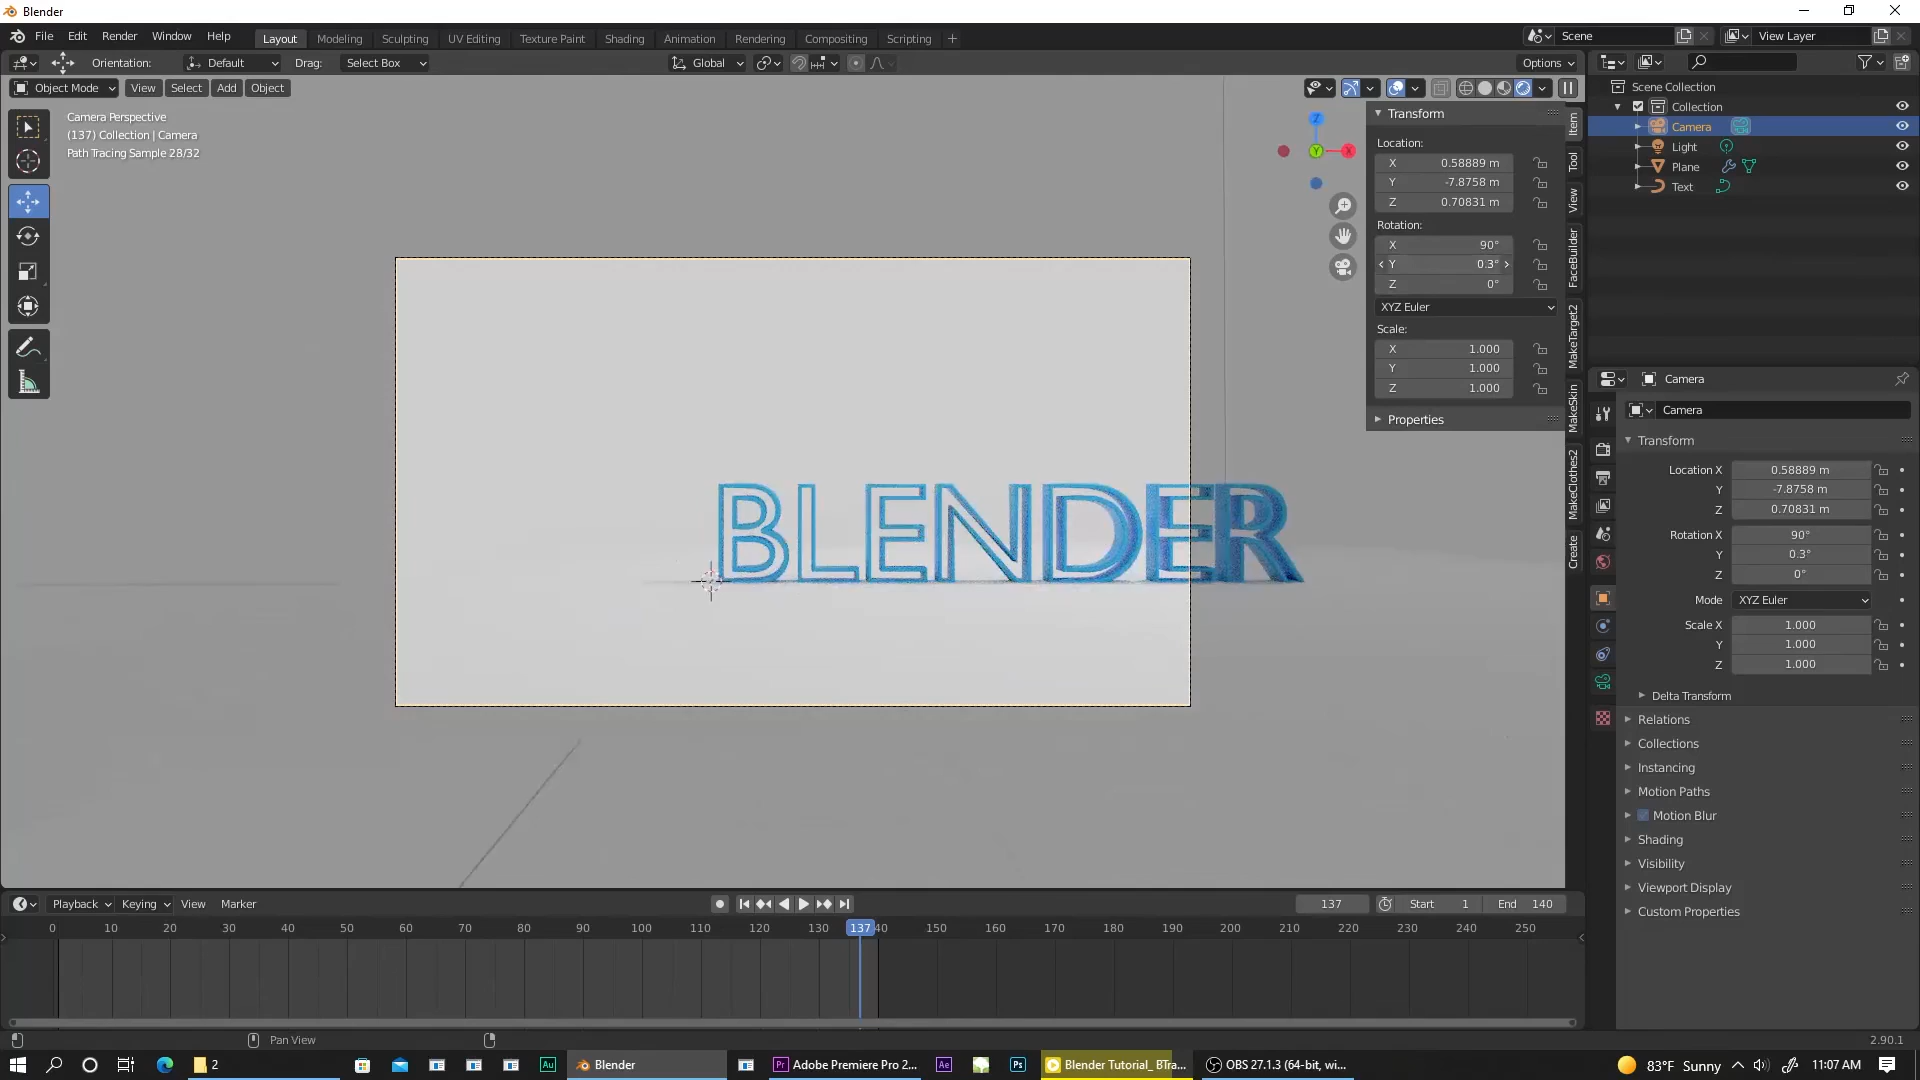 Blender
File Edit Render Window Help
Layout Modeling Sculpting UV Editing Texture Paint Shading Animation Rendering Compositing Scripting +
Scene View Layer
Orientation: Default Drag: Select Box Global Options
Object Mode View Select Add Object
Camera Perspective
(137) Collection | Camera
Path Tracing Sample 28/32
Z
Y
X
Transform
Location:
X 0.58889 m
Y -7.8758 m
Z 0.70831 m
Rotation:
X 90°
Y 0.3°
Z 0°
XYZ Euler
Scale:
X 1.000
Y 1.000
Z 1.000
Properties
Item
Tool
View
FaceBuilder
MakeTarget2
MakeSkin
MakeClothes2
Create
BLENDER
Scene Collection
Collection
Camera
Light
Plane
Text
Camera
Camera
Transform
Location X 0.58889 m
Y -7.8758 m
Z 0.70831 m
Rotation X 90°
Y 0.3°
Z 0°
Mode XYZ Euler
Scale X 1.000
Y 1.000
Z 1.000
Delta Transform
Relations
Collections
Instancing
Motion Paths
Motion Blur
Shading
Visibility
Viewport Display
Custom Properties
Playback Keying View Marker 137 Start 1 End 140
0 10 20 30 40 50 60 70 80 90 100 110 120 130 137 40 150 160 170 180 190 200 210 220 230 240 250
Pan View 2.90.1
2 Au Blender Pr Adobe Premiere Pro 2... Ae Ps Blender Tutorial_ BTra... OBS 27.1.3 (64-bit, wi... 83°F Sunny 11:07 AM